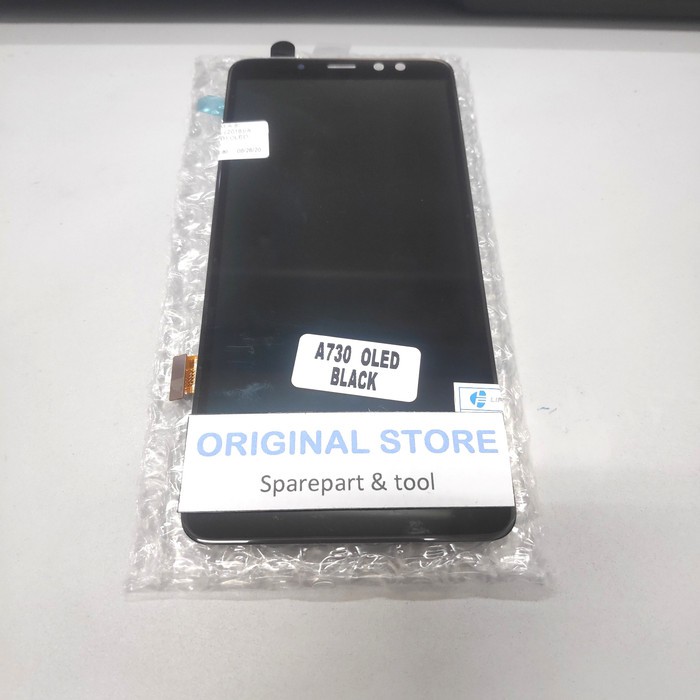 A730 OLED
BLACK
ORIGINAL STORE
Sparepart & tool